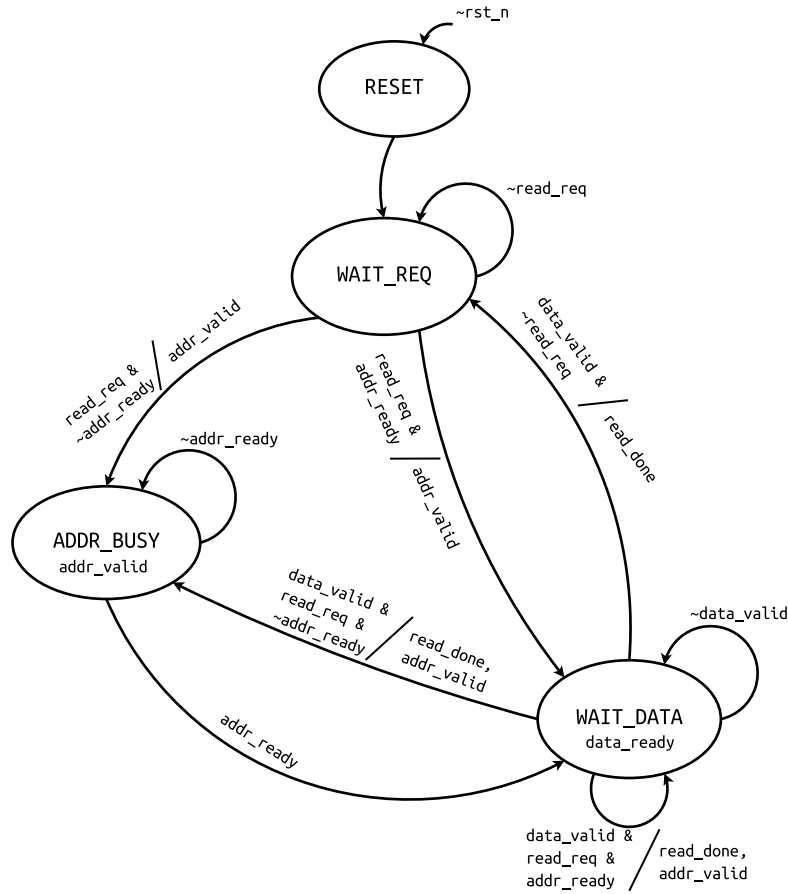 ~rst_n
RESET
~read_req
WAIT_REQ
read_req &
~addr_ready
addr_valid
read_req &
addr_ready
addr_valid
data_valid &
~read_req
read_done
~addr_ready
ADDR_BUSY
addr_valid
data_valid &
read_req &
~addr_ready
read_done,
addr_valid
addr_ready
~data_valid
WAIT_DATA
data_ready
data_valid &
read_req &
addr_ready
read_done,
addr_valid